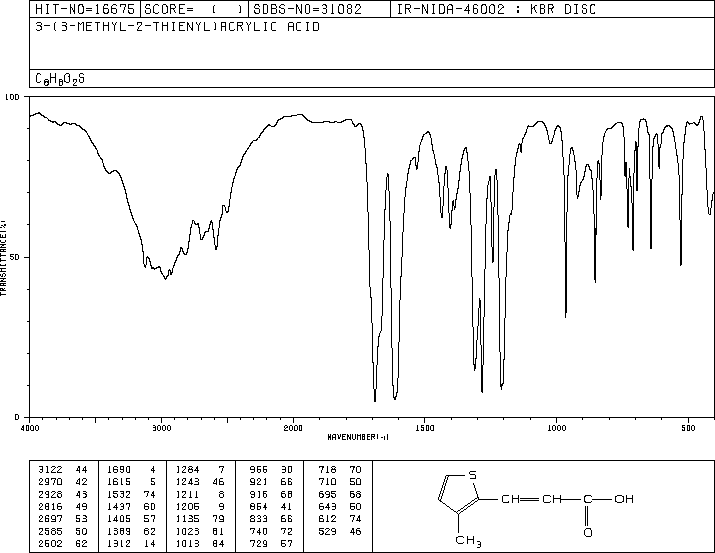 HIT-NO=16675 SCORE= ( ) SDBS-NO=31082 IR-NIDA-46002 : KBR DISC
3-(3-METHYL-2-THIENYL)ACRYLIC ACID
C8H8O2S
100
TRANSMITTANCE(%)
50
0
4000 3000 2000 1500 1000 500
WAVENUMBER(-1)
3122 44 1690 4 1284 7 966 30 718 70
2970 42 1615 5 1243 46 921 66 710 50
2928 43 1532 74 1211 8 916 68 695 68
2816 49 1437 60 1206 9 854 41 643 50
2697 53 1405 57 1135 79 833 66 612 74
2585 50 1389 62 1023 81 740 72 529 46
2502 62 1312 14 1013 84 729 57
S
CH=CH-C-OH
CH3
O